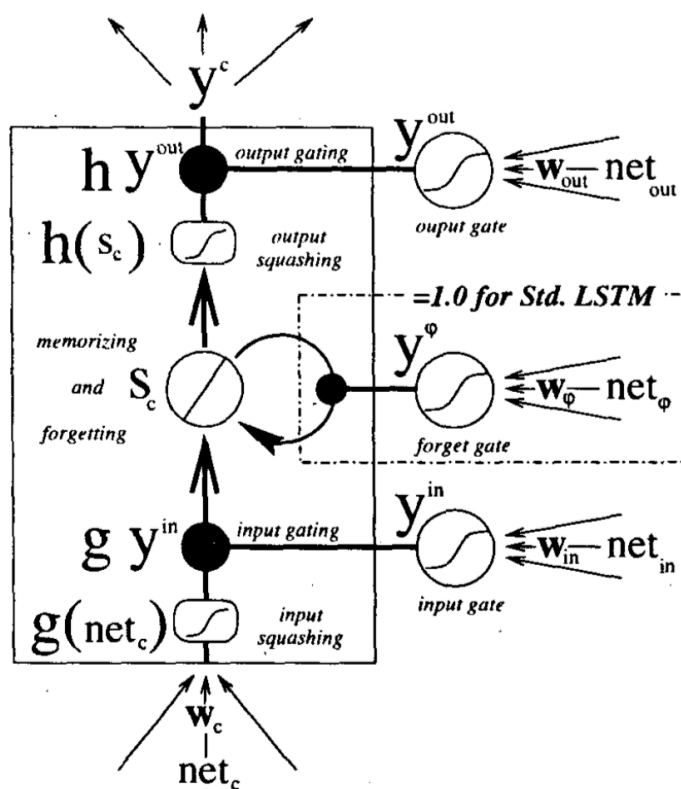 y^c
h y^out
output gating
y^out
w_out net_out
ouput gate
h(s_c)
output
squashing
=1.0 for Std. LSTM
memorizing
and
forgetting
S_c
y^φ
w_φ net_φ
forget gate
g y^in
input gating
y^in
w_in net_in
input gate
g(net_c)
input
squashing
w_c
net_c